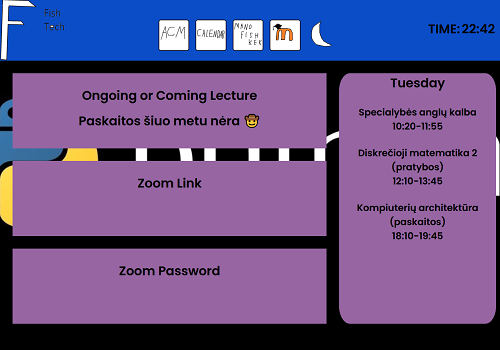 F
Fish
Tech
ACM
CALENDAR
MANO
FISH
KER
m
TIME:22:42
Ongoing or Coming Lecture
Paskaitos šiuo metu nėra 🤠
Zoom Link
Zoom Password
Tuesday
Specialybės anglų kalba
10:20-11:55
Diskrečioji matematika 2
(pratybos)
12:10-13:45
Kompiuterių architektūra
(paskaitos)
18:10-19:45